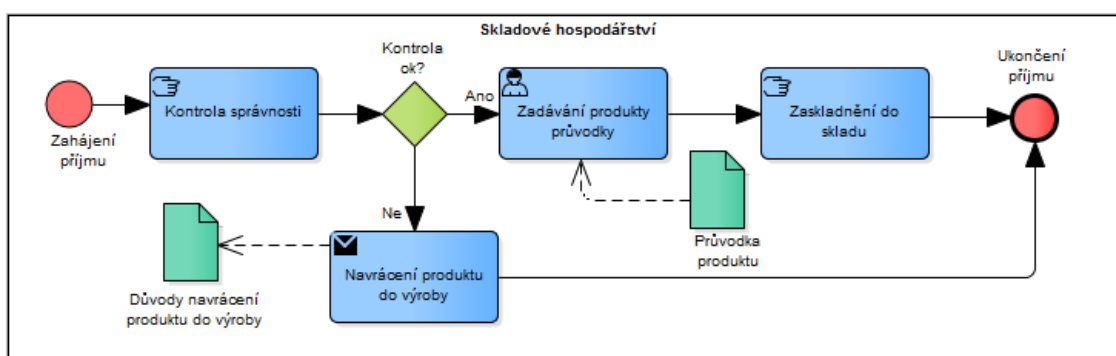 Skladové hospodářství
Zahájení
příjmu
Kontrola správnosti
Kontrola
ok?
Ano
Zadávání produkty
průvodky
Zaskladnění do
skladu
Ukončení
příjmu
Ne
Průvodka
produktu
Navrácení produktu
do výroby
Důvody navrácení
produktu do výroby